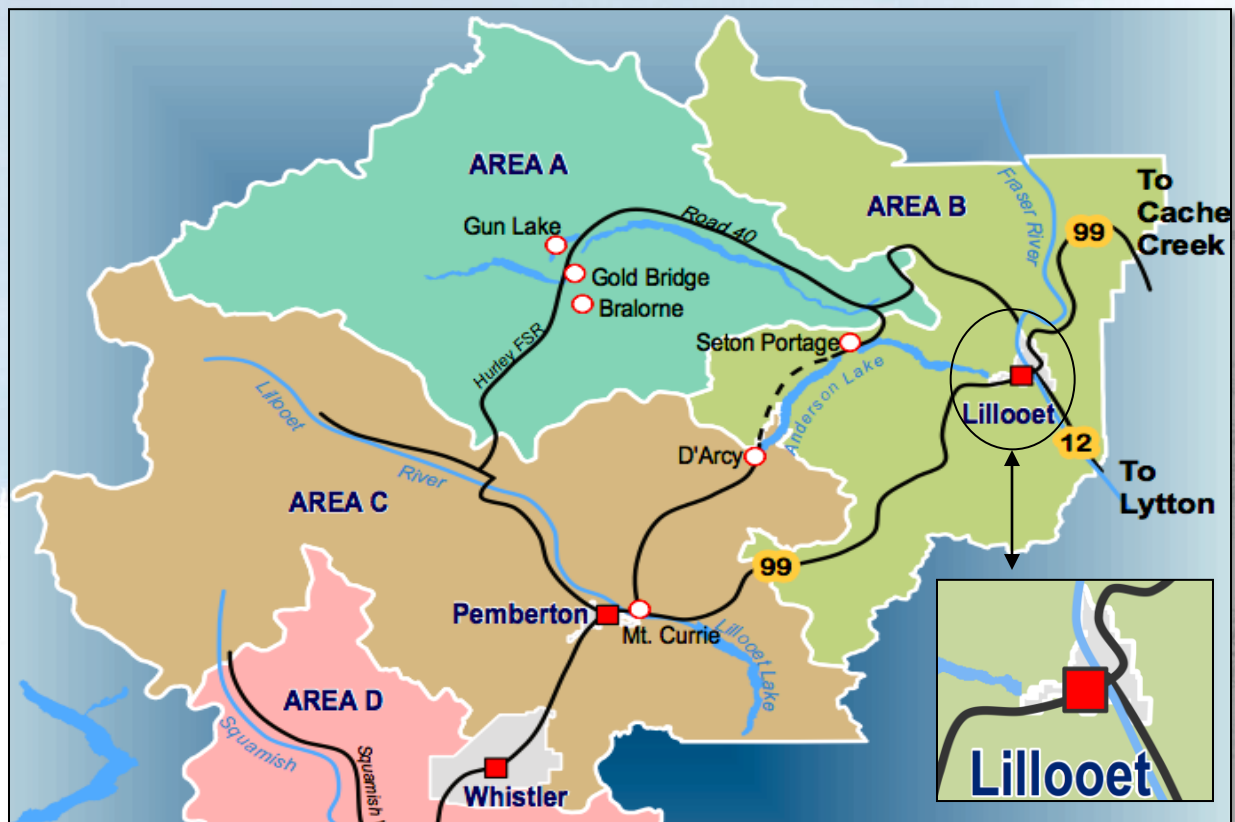 AREA A
Gun Lake
Road 40
Gold Bridge
Bralorne
Hurley FSR
AREA B
Fraser River
99
To
Cache
Creek
Seton Portage
Anderson Lake
Lillooet
12
To
Lytton
D'Arcy
Lillooet
River
AREA C
99
Pemberton
Mt. Currie
Lillooet Lake
AREA D
Squamish
Squamish
Whistler
Lillooet